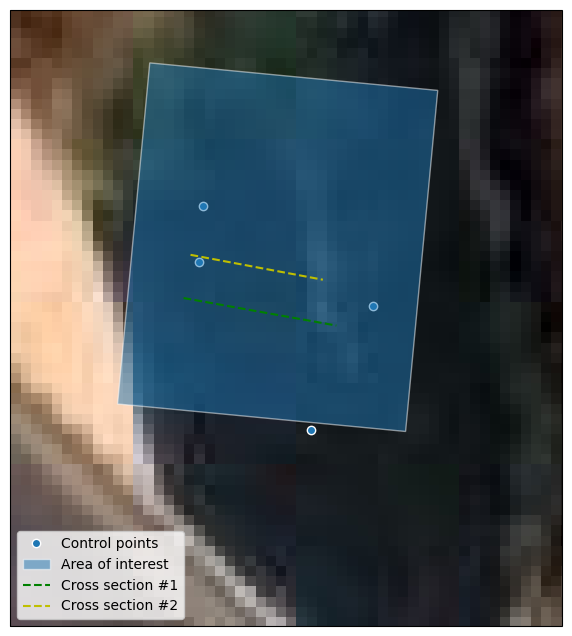 Control points
Area of interest
Cross section #1
Cross section #2